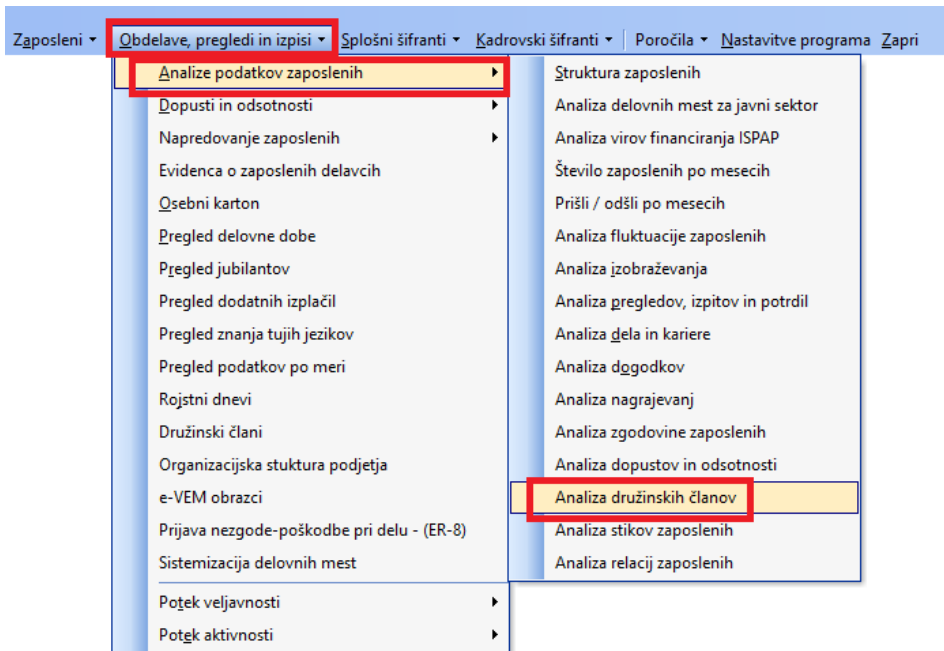 Zaposleni Obdelave, pregledi in izpisi Splošni šifranti Kadrovski šifranti Poročila Nastavitve programa Zapri
Analize podatkov zaposlenih
Dopusti in odsotnosti
Napredovanje zaposlenih
Evidenca o zaposlenih delavcih
Osebni karton
Pregled delovne dobe
Pregled jubilantov
Pregled dodatnih izplačil
Pregled znanja tujih jezikov
Pregled podatkov po meri
Rojstni dnevi
Družinski člani
Organizacijska stuktura podjetja
e-VEM obrazci
Prijava nezgode-poškodbe pri delu - (ER-8)
Sistemizacija delovnih mest
Potek veljavnosti
Potek aktivnosti
Struktura zaposlenih
Analiza delovnih mest za javni sektor
Analiza virov financiranja ISPAP
Število zaposlenih po mesecih
Prišli / odšli po mesecih
Analiza fluktuacije zaposlenih
Analiza izobraževanja
Analiza pregledov, izpitov in potrdil
Analiza dela in kariere
Analiza dogodkov
Analiza nagrajevanj
Analiza zgodovine zaposlenih
Analiza dopustov in odsotnosti
Analiza družinskih članov
Analiza stikov zaposlenih
Analiza relacij zaposlenih